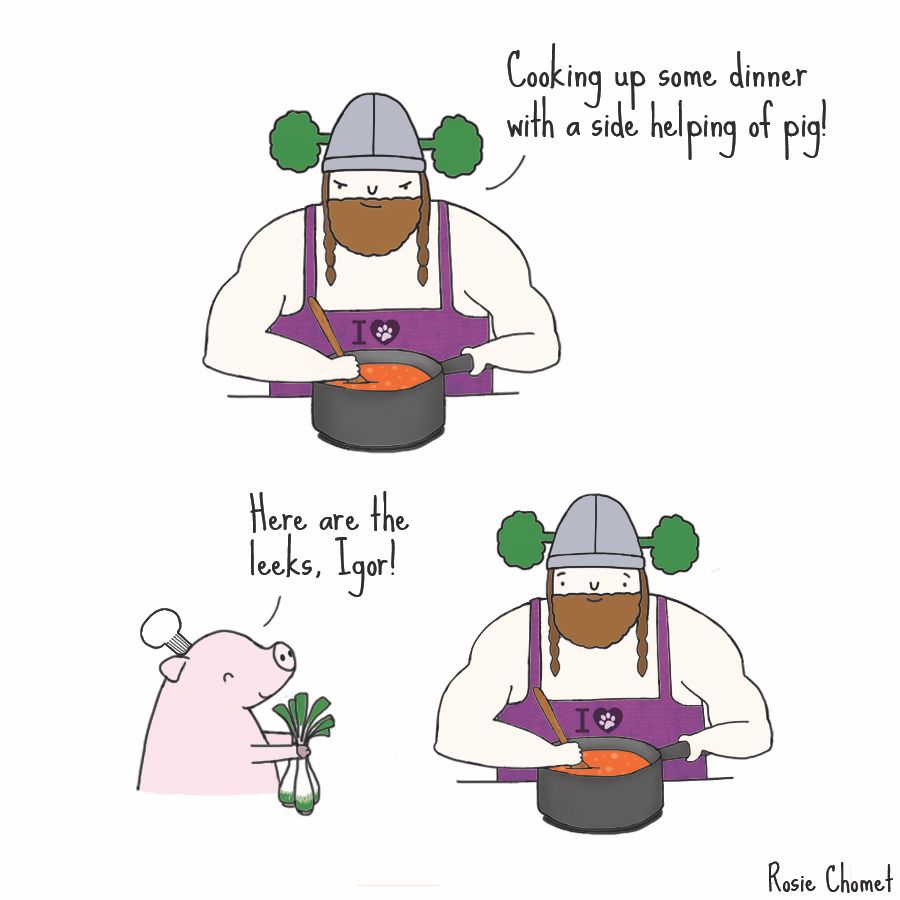 Cooking up some dinner
with a side helping of pig!
I
Here are the
leeks, Igor!
I
Rosie Chomet